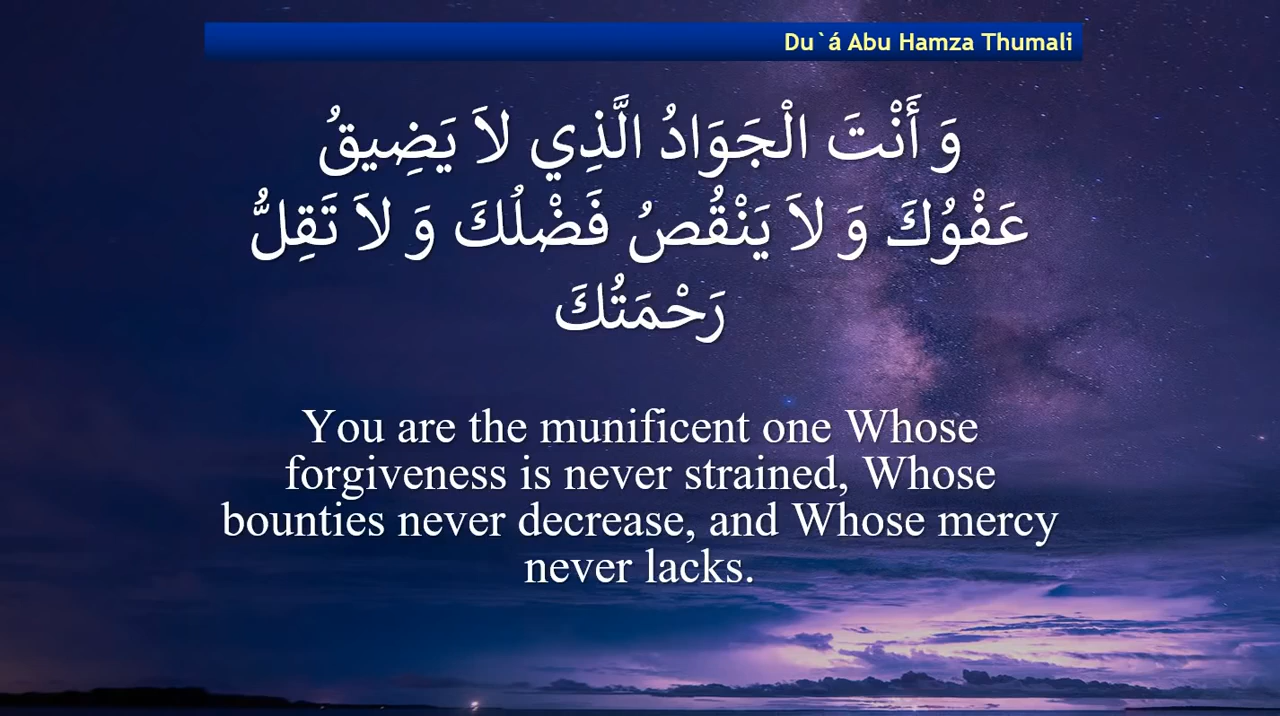 Du`á Abu Hamza Thumali
وَ أَنْتَ الْجَوَادُ الَّذِي لاَ يَضِيقُ
عَفْوُكَ وَ لاَ يَنْقُصُ فَضْلُكَ وَ لاَ تَقِلُّ
رَحْمَتُكَ
You are the munificent one Whose
forgiveness is never strained, Whose
bounties never decrease, and Whose mercy
never lacks.